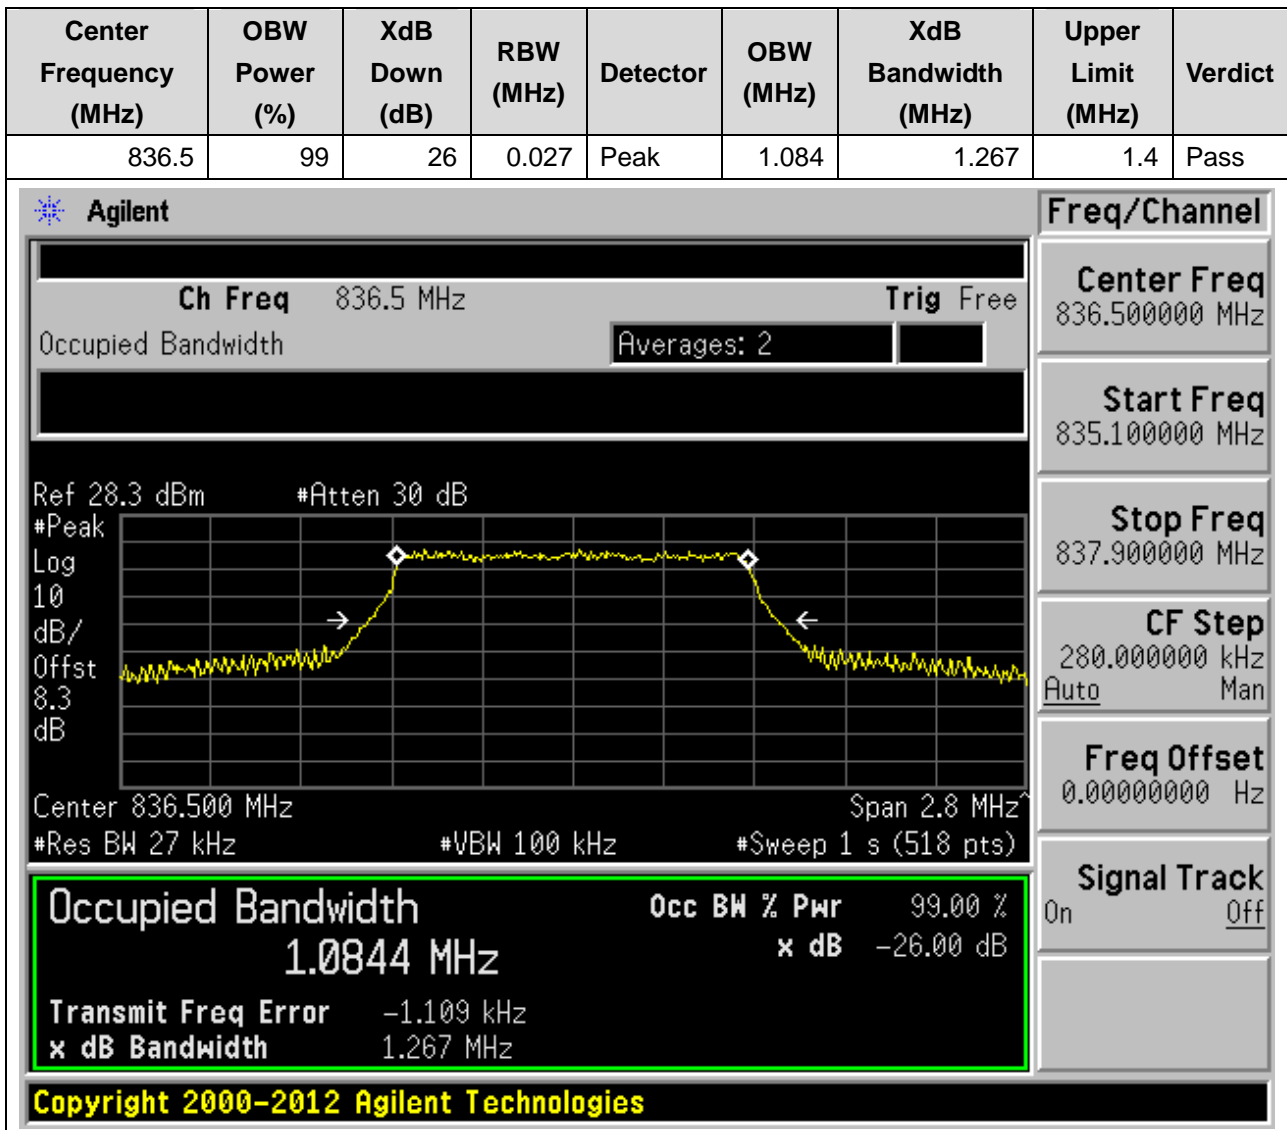 Center Frequency (MHz) OBW Power (%) XdB Down (dB) RBW (MHz) Detector OBW (MHz) XdB Bandwidth (MHz) Upper Limit (MHz) Verdict
836.5 99 26 0.027 Peak 1.084 1.267 1.4 Pass
Agilent
Freq/Channel
Ch Freq 836.5 MHz Trig Free
Occupied Bandwidth Averages: 2
Center Freq
836.500000 MHz
Start Freq
835.100000 MHz
Stop Freq
837.900000 MHz
CF Step
280.000000 kHz
Auto Man
Freq Offset
0.00000000 Hz
Signal Track
On Off
Ref 28.3 dBm #Atten 30 dB
#Peak
Log
10
dB/
Offst
8.3
dB
Center 836.500 MHz Span 2.8 MHz^
#Res BW 27 kHz #VBW 100 kHz #Sweep 1 s (518 pts)
Occupied Bandwidth Occ BW % Pwr 99.00 %
1.0844 MHz x dB -26.00 dB
Transmit Freq Error -1.109 kHz
x dB Bandwidth 1.267 MHz
Copyright 2000-2012 Agilent Technologies